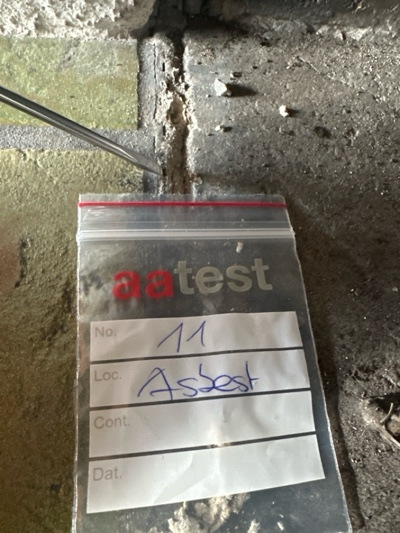 aatest
No. 11
Loc. Asbest
Cont.
Dat.